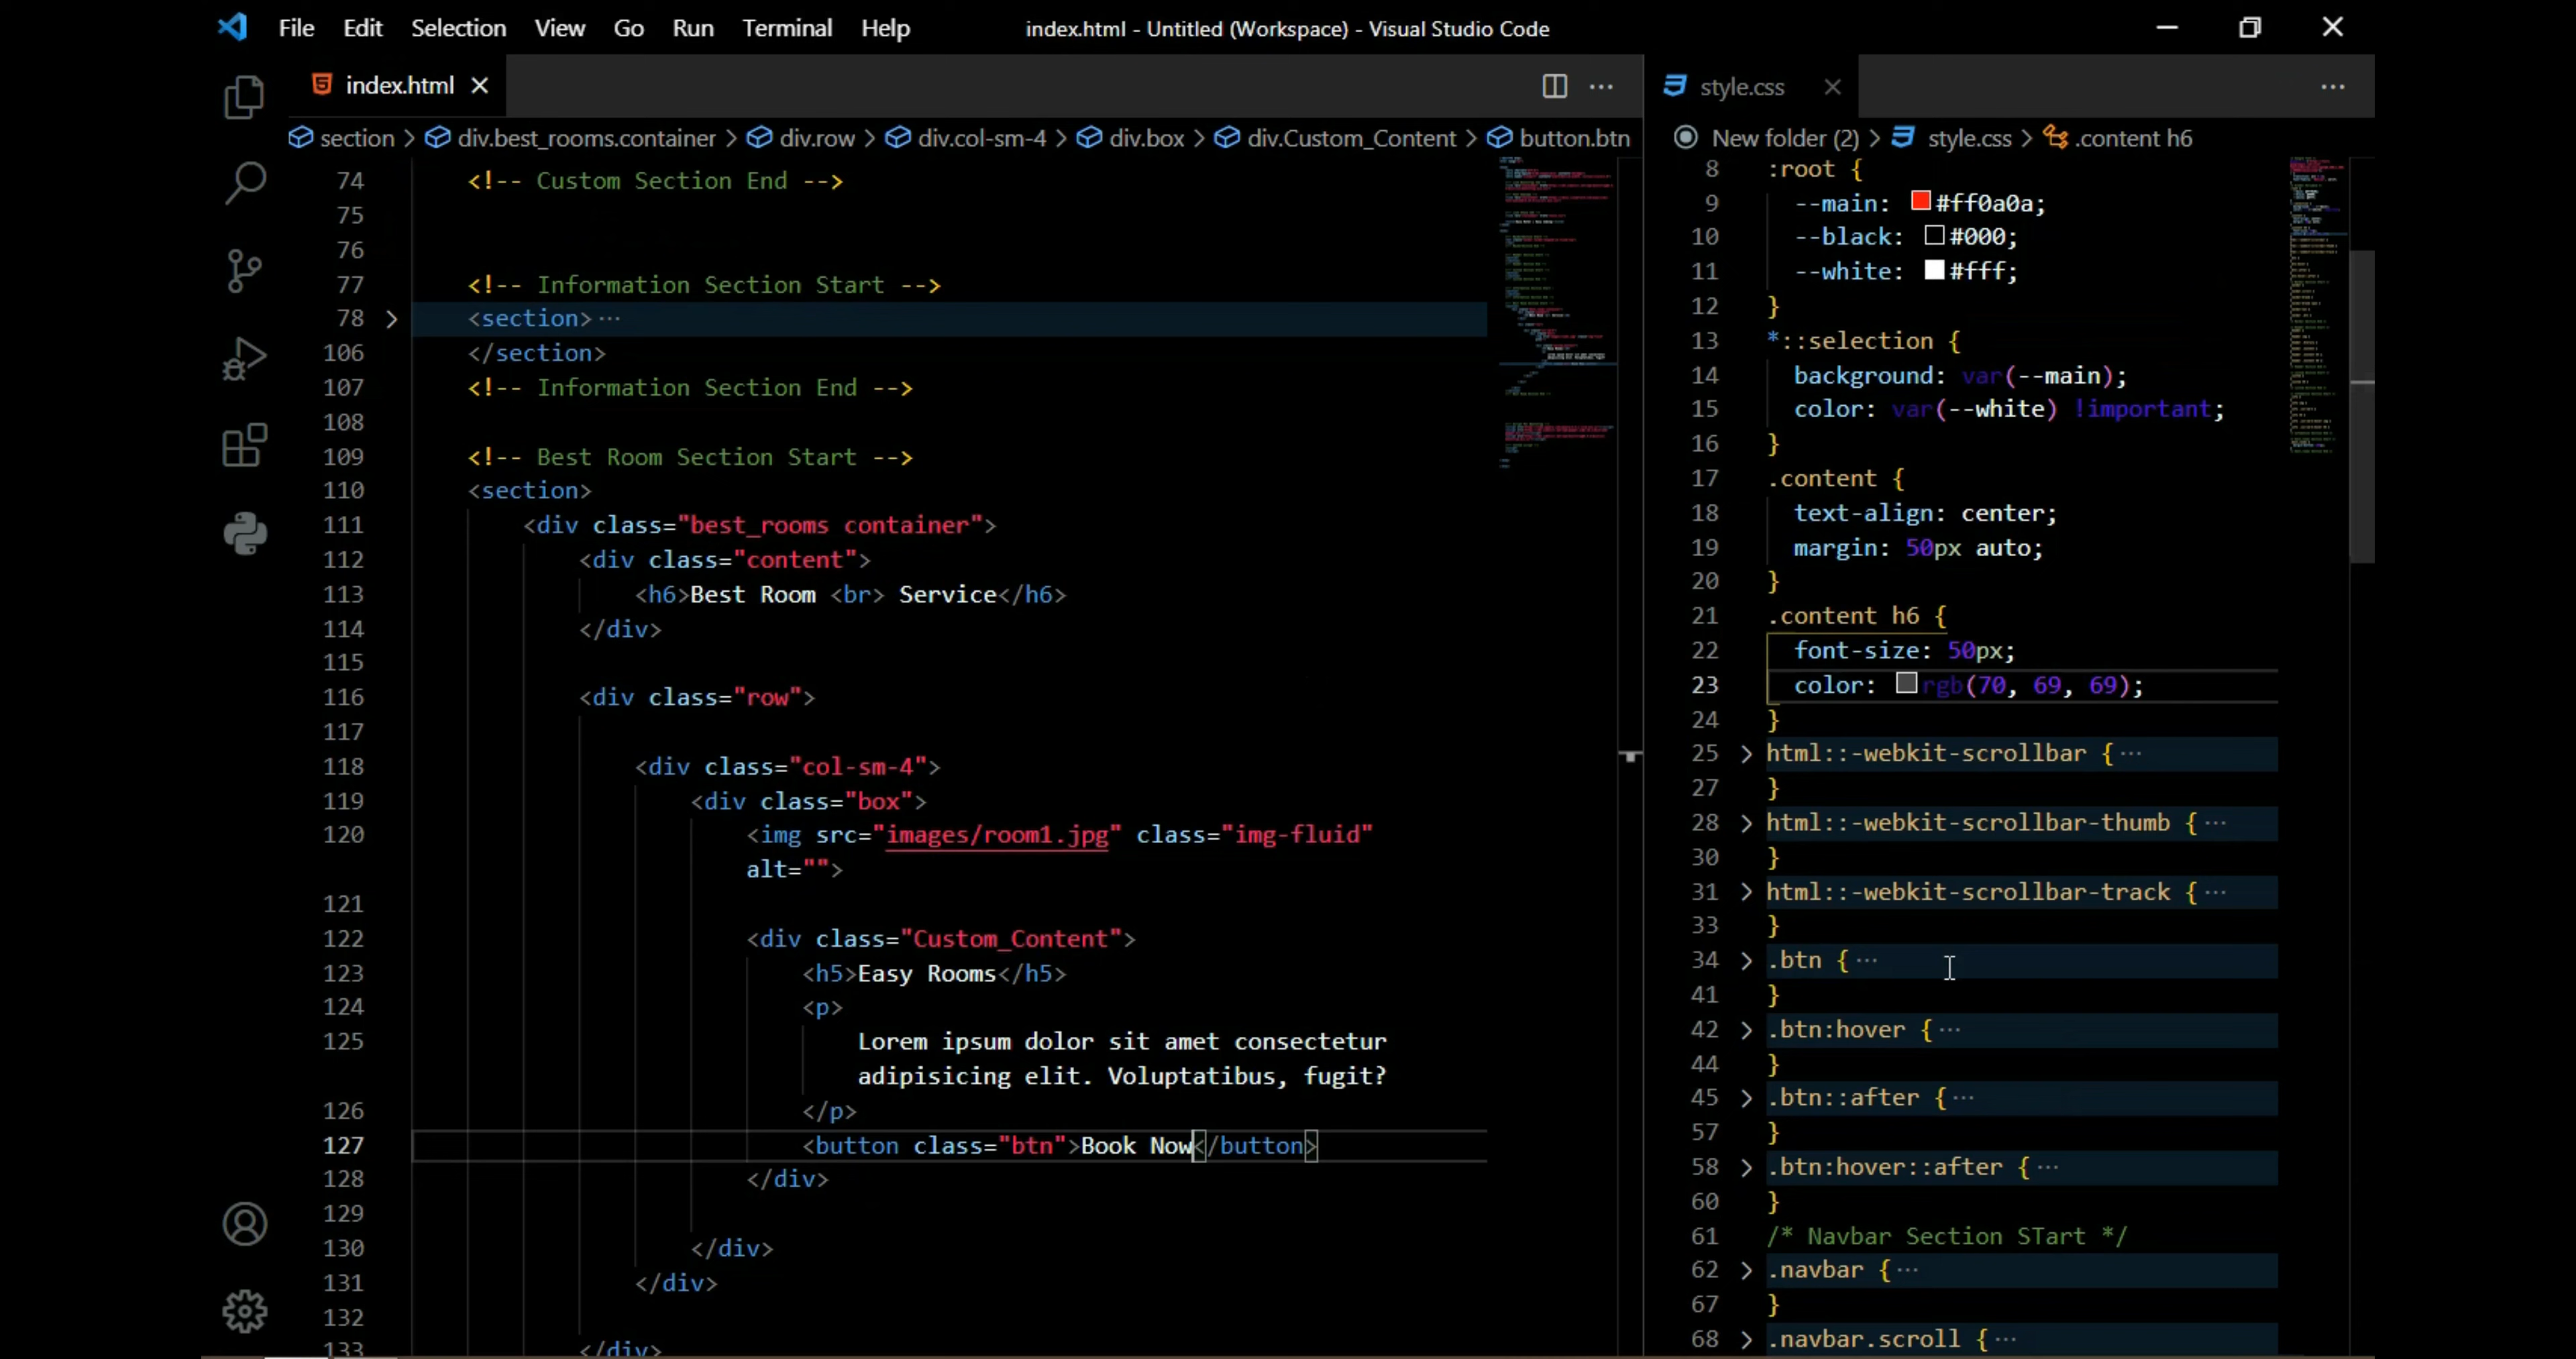 File Edit Selection View Go Run Terminal Help
index.html - Untitled (Workspace) - Visual Studio Code
index.html
section > div.best_rooms.container > div.row > div.col-sm-4 > div.box > div.Custom_Content > button.btn
74 <!-- Custom Section End -->
75
76
77 <!-- Information Section Start -->
78 <section>···
106 </section>
107 <!-- Information Section End -->
108
109 <!-- Best Room Section Start -->
110 <section>
111 <div class="best_rooms container">
112 <div class="content">
113 <h6>Best Room <br> Service</h6>
114 </div>
115
116 <div class="row">
117
118 <div class="col-sm-4">
119 <div class="box">
120 <img src="images/room1.jpg" class="img-fluid"
alt="">
121
122 <div class="Custom_Content">
123 <h5>Easy Rooms</h5>
124 <p>
125 Lorem ipsum dolor sit amet consectetur
adipisicing elit. Voluptatibus, fugit?
126 </p>
127 <button class="btn">Book Now</button>
128 </div>
129
130 </div>
131 </div>
132
133 </div>
style.css
New folder (2) > style.css > .content h6
8 :root {
9 --main: #ff0a0a;
10 --black: #000;
11 --white: #fff;
12 }
13 *::selection {
14 background: var(--main);
15 color: var(--white) !important;
16 }
17 .content {
18 text-align: center;
19 margin: 50px auto;
20 }
21 .content h6 {
22 font-size: 50px;
23 color: rgb(70, 69, 69);
24 }
25 html::-webkit-scrollbar {···
27 }
28 html::-webkit-scrollbar-thumb {···
30 }
31 html::-webkit-scrollbar-track {···
33 }
34 .btn {···
41 }
42 .btn:hover {···
44 }
45 .btn::after {···
57 }
58 .btn:hover::after {···
60 }
61 /* Navbar Section STart */
62 .navbar {···
67 }
68 .navbar.scroll {···